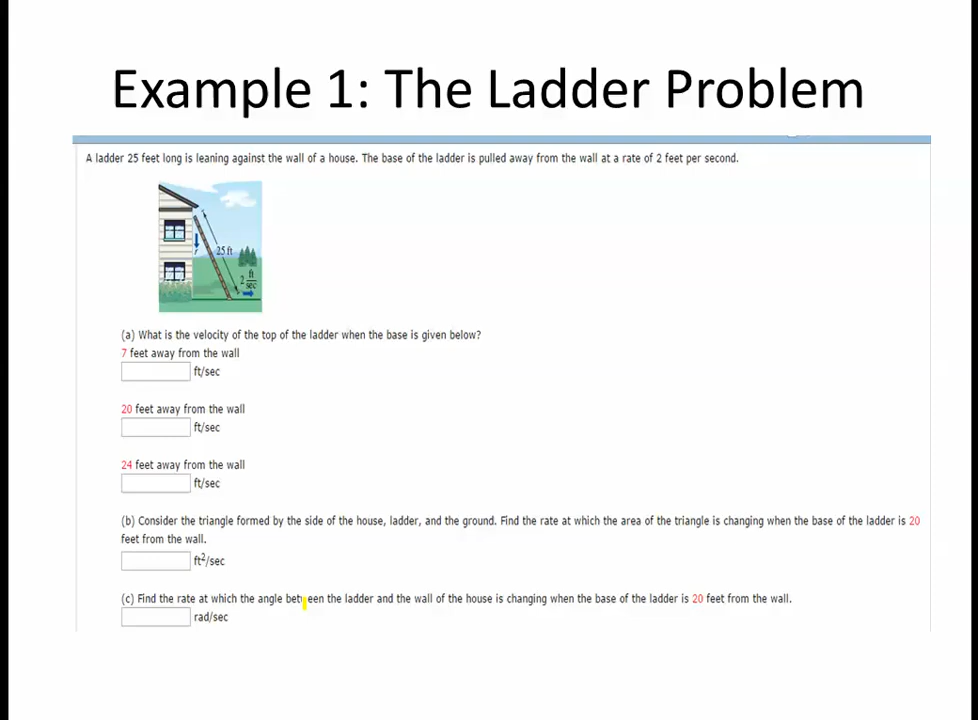 Example 1: The Ladder Problem
A ladder 25 feet long is leaning against the wall of a house. The base of the ladder is pulled away from the wall at a rate of 2 feet per second.
r
25 ft
2 ft/sec
(a) What is the velocity of the top of the ladder when the base is given below?
7 feet away from the wall
ft/sec
20 feet away from the wall
ft/sec
24 feet away from the wall
ft/sec
(b) Consider the triangle formed by the side of the house, ladder, and the ground. Find the rate at which the area of the triangle is changing when the base of the ladder is 20
feet from the wall.
ft²/sec
(c) Find the rate at which the angle between the ladder and the wall of the house is changing when the base of the ladder is 20 feet from the wall.
rad/sec